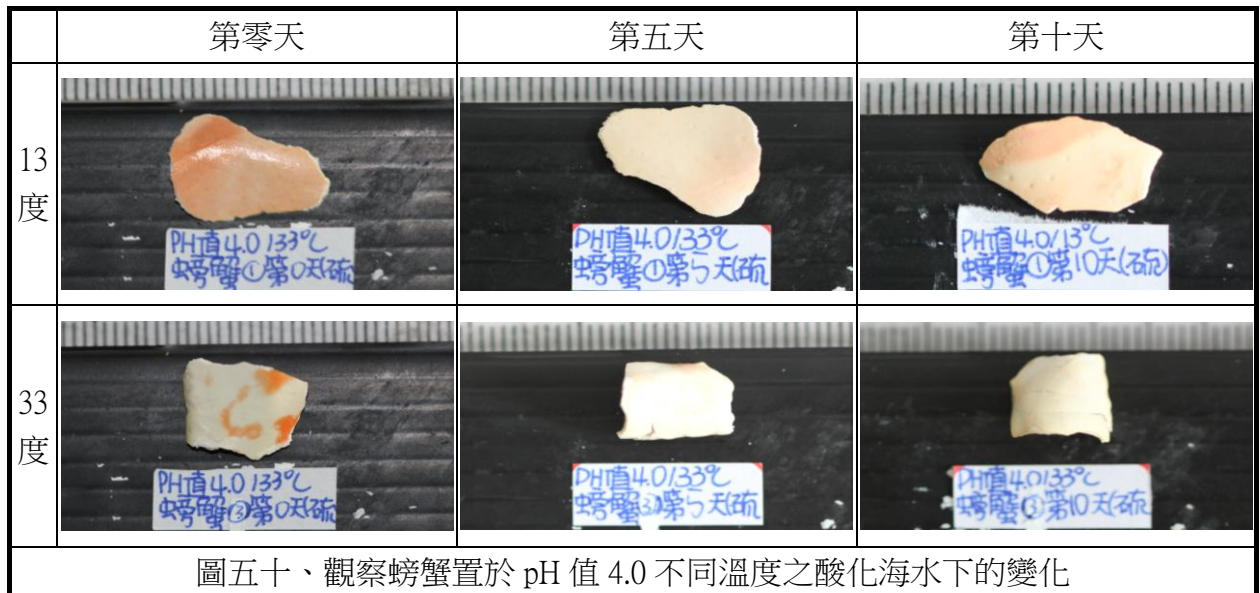 第零天
第五天
第十天
13
度
PH值4.0 133℃
螃蟹①第0天(硫
PH值4.0/33℃
螃蟹①第5天(硫
PH值4.0/13℃
螃蟹①第10天(硫)
33
度
PH值4.0 133℃
螃蟹③第0天(硫
PH值4.0/33℃
螃蟹③第5天(硫
PH值4.0/33℃
螃蟹③第10天(硫
圖五十、觀察螃蟹置於 pH 值 4.0 不同溫度之酸化海水下的變化